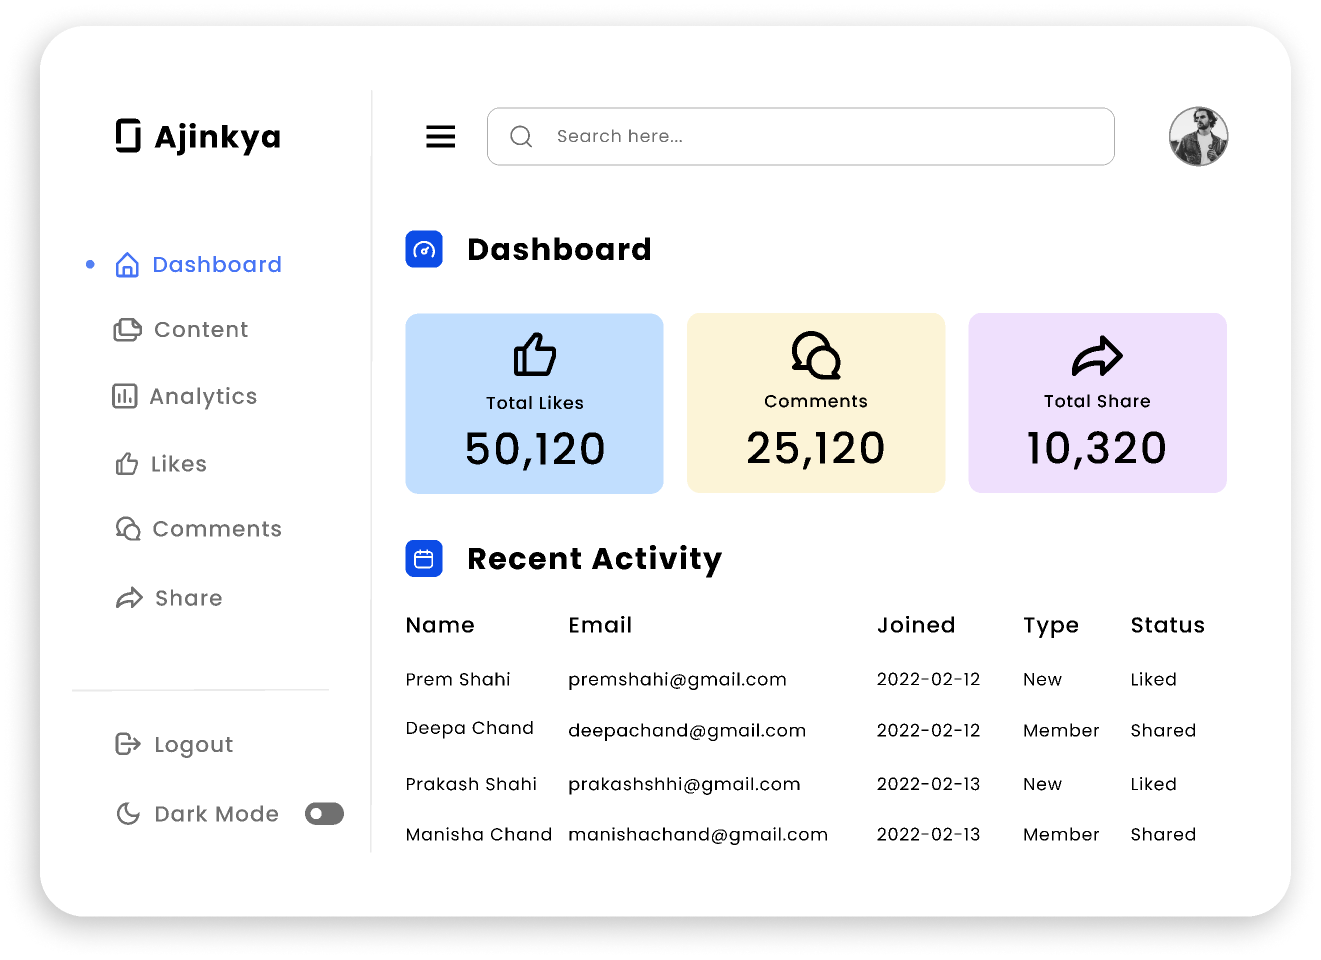 Ajinkya
Search here...
Dashboard
Content
Analytics
Likes
Comments
Share
Logout
Dark Mode
Dashboard
Total Likes
50,120
Comments
25,120
Total Share
10,320
Recent Activity
Name Email Joined Type Status
Prem Shahi premshahi@gmail.com 2022-02-12 New Liked
Deepa Chand deepachand@gmail.com 2022-02-12 Member Shared
Prakash Shahi prakashshhi@gmail.com 2022-02-13 New Liked
Manisha Chand manishachand@gmail.com 2022-02-13 Member Shared